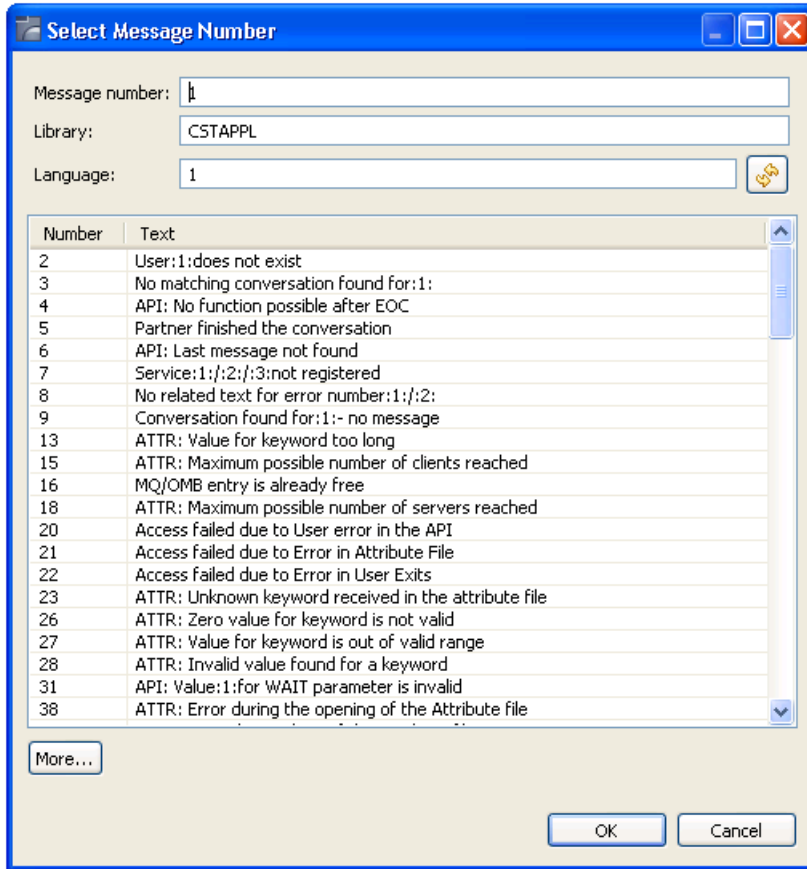 Select Message Number
Message number: 1
Library: CSTAPPL
Language: 1
Number Text
2 User:1:does not exist
3 No matching conversation found for:1:
4 API: No function possible after EOC
5 Partner finished the conversation
6 API: Last message not found
7 Service:1:/:2:/:3:not registered
8 No related text for error number:1:/:2:
9 Conversation found for:1:- no message
13 ATTR: Value for keyword too long
15 ATTR: Maximum possible number of clients reached
16 MQ/OMB entry is already free
18 ATTR: Maximum possible number of servers reached
20 Access failed due to User error in the API
21 Access failed due to Error in Attribute File
22 Access failed due to Error in User Exits
23 ATTR: Unknown keyword received in the attribute file
26 ATTR: Zero value for keyword is not valid
27 ATTR: Value for keyword is out of valid range
28 ATTR: Invalid value found for a keyword
31 API: Value:1:for WAIT parameter is invalid
38 ATTR: Error during the opening of the Attribute file
More...
OK Cancel